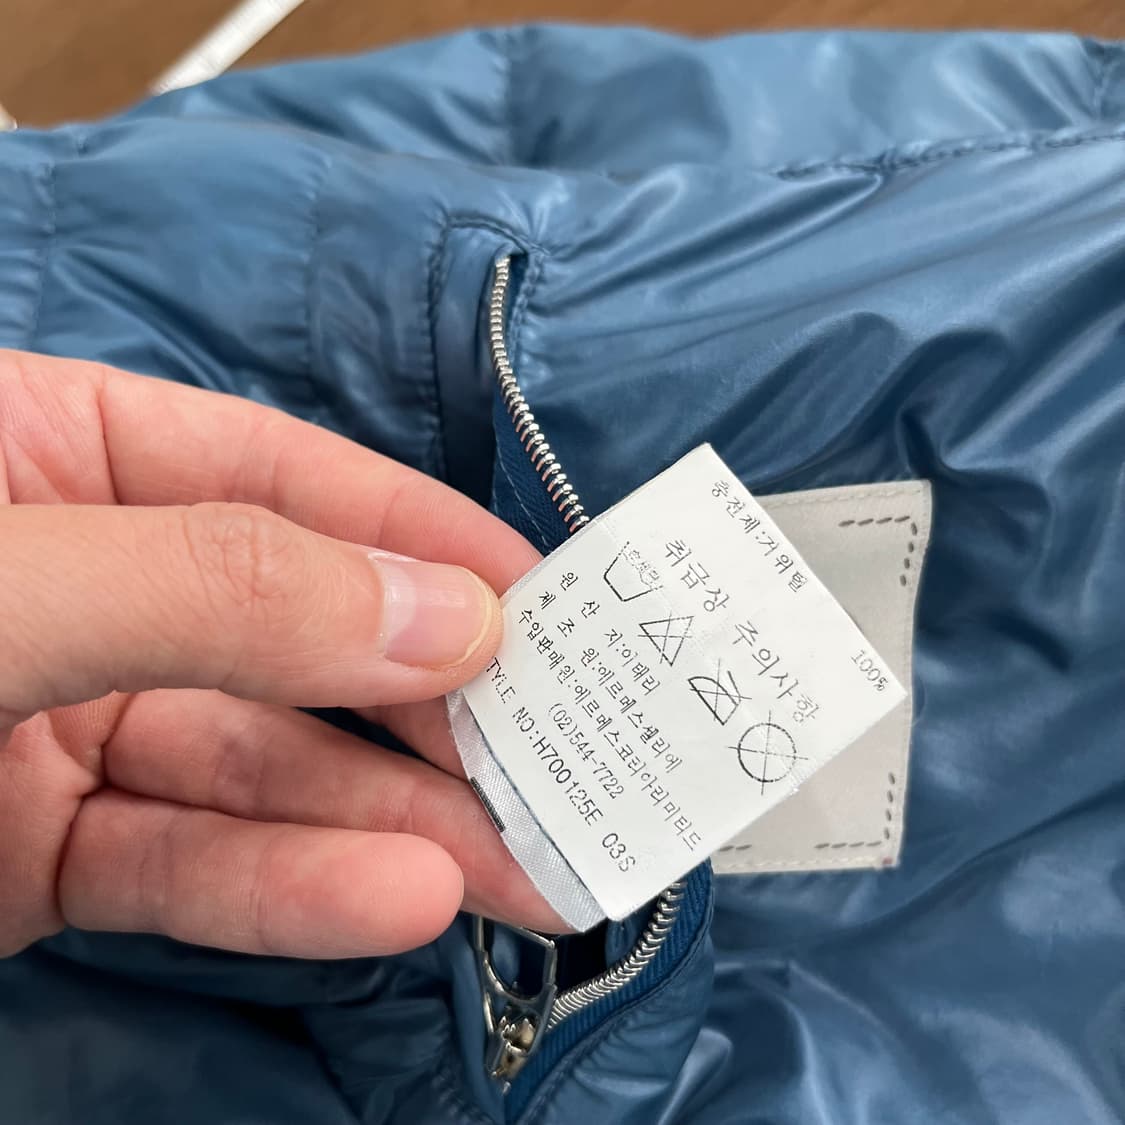 충전재:거위털 100%
취급상 주의사항
원 산 지:이태리
제 조 원:에르메스셀리에
수입판매원:에르메스코리아리미티드
(02)544-7722
STYLE NO:H700125E 03S